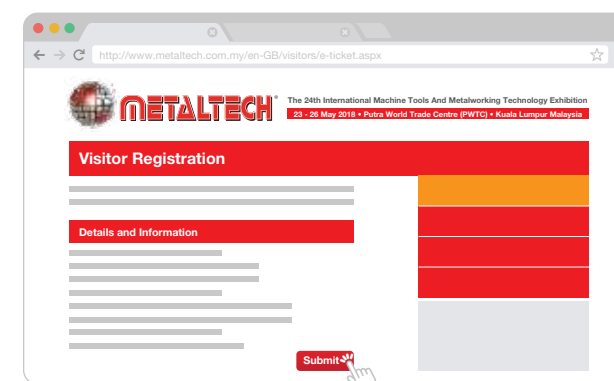 http://www.metaltech.com.my/en-GB/visitors/e-ticket.aspx
METALTECH®
The 24th International Machine Tools And Metalworking Technology Exhibition
23 - 26 May 2018 • Putra World Trade Centre (PWTC) • Kuala Lumpur Malaysia
Visitor Registration
Details and Information
Submit